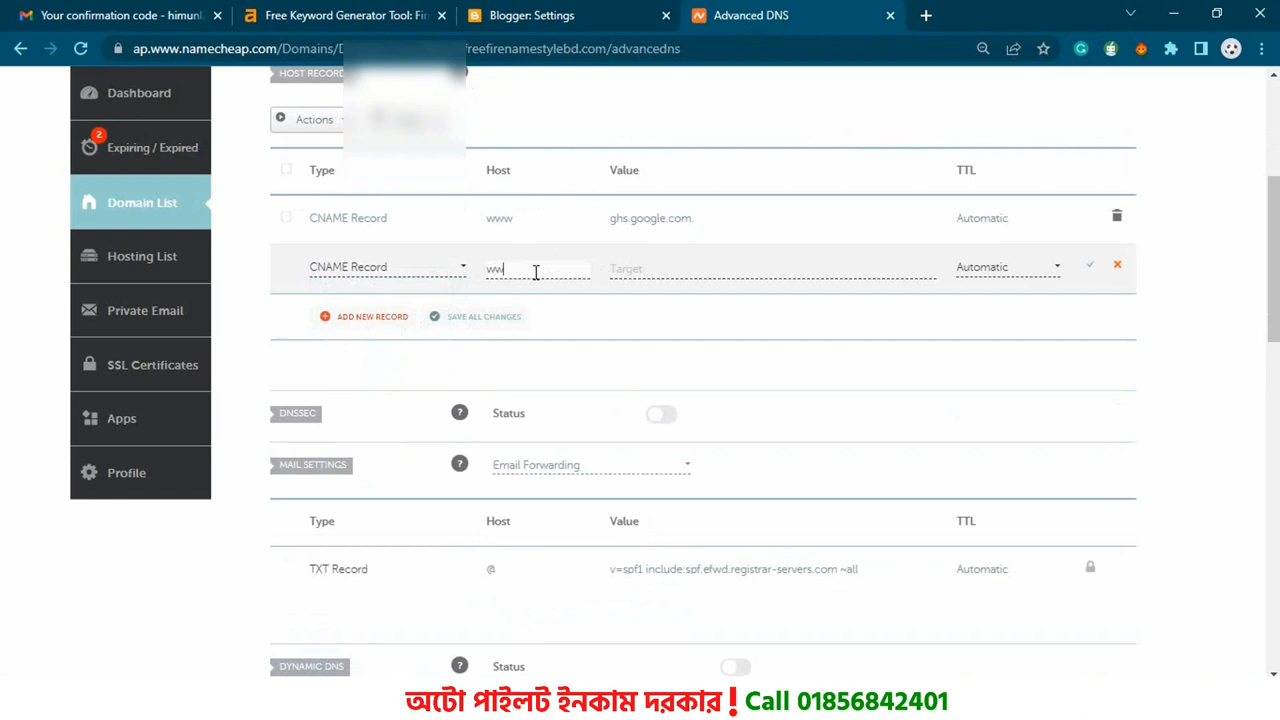 Your confirmation code - himunl
Free Keyword Generator Tool: Fin
Blogger: Settings
Advanced DNS
ap.www.namecheap.com/Domains/D
freefirenamestylebd.com/advancedns
HOST RECORD
Actions
Type Host Value TTL
CNAME Record www ghs.google.com. Automatic
CNAME Record ww Target Automatic
ADD NEW RECORD SAVE ALL CHANGES
Dashboard
2
Expiring / Expired
Domain List
Hosting List
Private Email
SSL Certificates
Apps
Profile
DNSSEC ? Status
MAIL SETTINGS ? Email Forwarding
Type Host Value TTL
TXT Record @ v=spf1 include:spf.efwd.registrar-servers.com ~all Automatic
DYNAMIC DNS ? Status
অটো পাইলট ইনকাম দরকার ! Call 01856842401